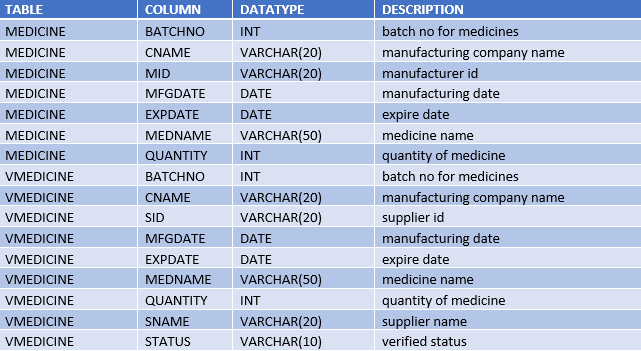 TABLE COLUMN DATATYPE DESCRIPTION
MEDICINE BATCHNO INT batch no for medicines
MEDICINE CNAME VARCHAR(20) manufacturing company name
MEDICINE MID VARCHAR(20) manufacturer id
MEDICINE MFGDATE DATE manufacturing date
MEDICINE EXPDATE DATE expire date
MEDICINE MEDNAME VARCHAR(50) medicine name
MEDICINE QUANTITY INT quantity of medicine
VMEDICINE BATCHNO INT batch no for medicines
VMEDICINE CNAME VARCHAR(20) manufacturing company name
VMEDICINE SID VARCHAR(20) supplier id
VMEDICINE MFGDATE DATE manufacturing date
VMEDICINE EXPDATE DATE expire date
VMEDICINE MEDNAME VARCHAR(50) medicine name
VMEDICINE QUANTITY INT quantity of medicine
VMEDICINE SNAME VARCHAR(20) supplier name
VMEDICINE STATUS VARCHAR(10) verified status